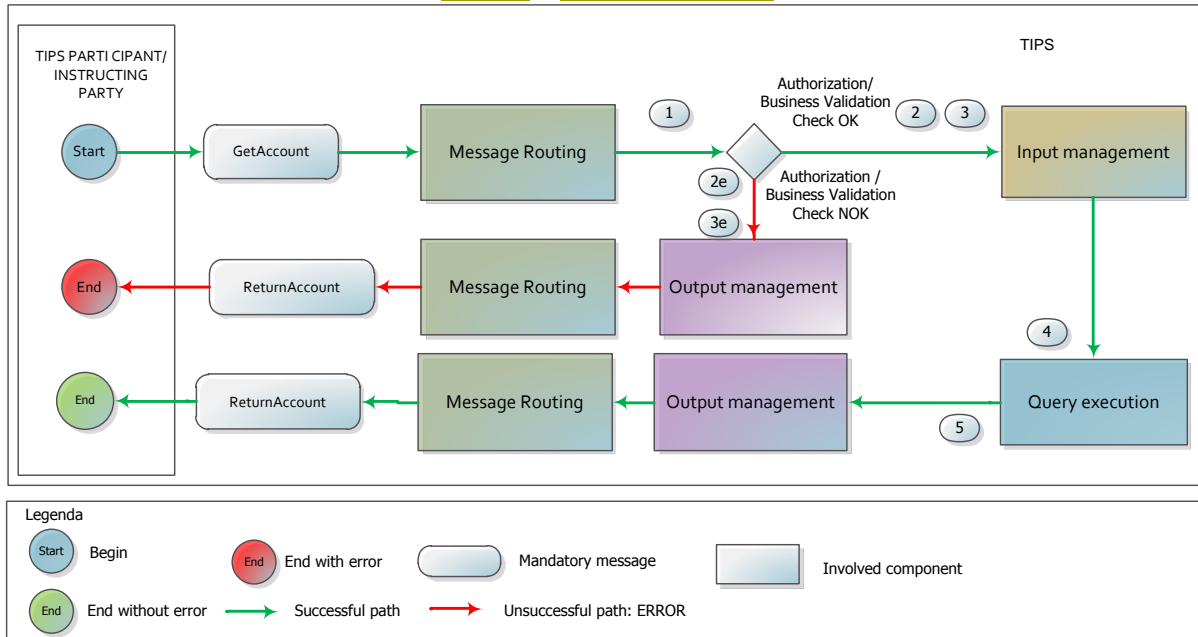 TIPS PARTI CIPANT/
INSTRUCTING
PARTY
TIPS
Start
GetAccount
Message Routing
1
Authorization/
Business Validation
Check OK
2
3
Input management
2e
3e
Authorization /
Business Validation
Check NOK
End
ReturnAccount
Message Routing
Output management
4
End
ReturnAccount
Message Routing
Output management
5
Query execution
Legenda
Start
Begin
End
End with error
Mandatory message
Involved component
End
End without error
Successful path
Unsuccessful path: ERROR